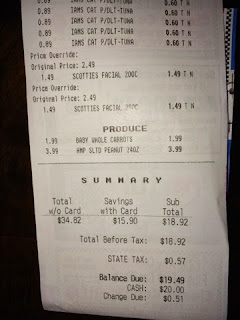 0.89 IAMS CAT P/DLT-TUNA 0.60 T N
0.89 IAMS CAT P/DLT-TUNA 0.60 T N
0.89 IAMS CAT P/DLT-TUNA 0.60 T N
0.89 IAMS CAT P/DLT-TUNA 0.60 T N
Price Override:
Original Price: 2.49
1.49 SCOTTIES FACIAL 200C 1.49 T N
Price Override:
Original Price: 2.49
1.49 SCOTTIES FACIAL 200C 1.49 T N
PRODUCE
1.99 BABY WHOLE CARROTS 1.99
3.99 HMP SLTD PEANUT 24OZ 3.99
SUMMARY
Total Savings Sub
w/o Card with Card Total
$34.82 $15.90 $18.92
Total Before Tax: $18.92
STATE TAX: $0.57
Balance Due: $19.49
CASH: $20.00
Change Due: $0.51